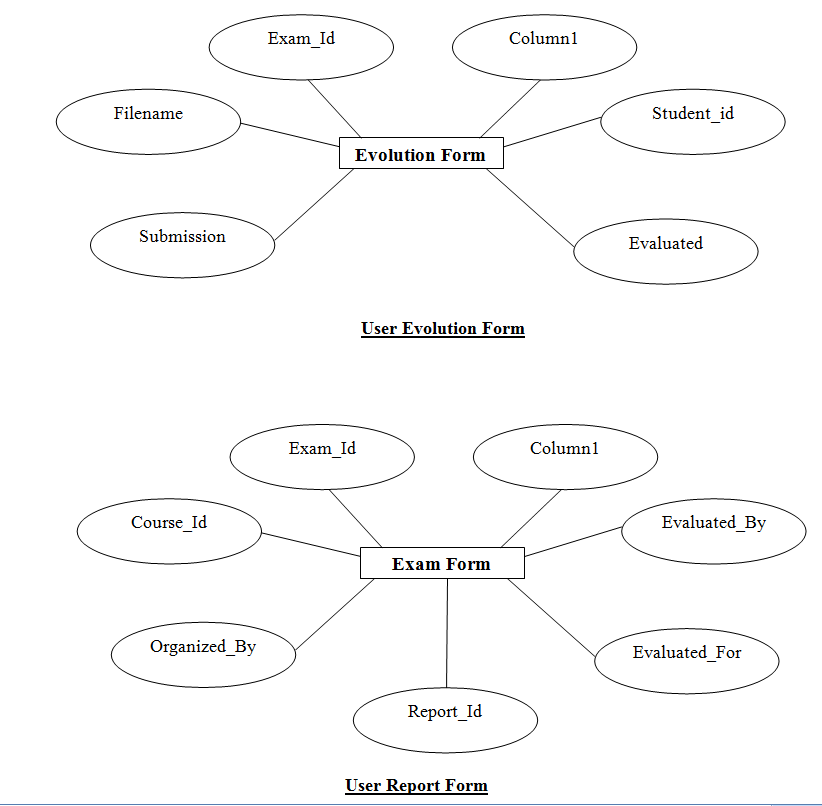 Exam_Id
Column1
Filename
Student_id
Evolution Form
Submission
Evaluated
User Evolution Form
Exam_Id
Column1
Course_Id
Evaluated_By
Exam Form
Organized_By
Evaluated_For
Report_Id
User Report Form